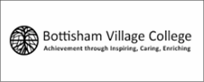 Bottisham Village College
Achievement through Inspiring, Caring, Enriching